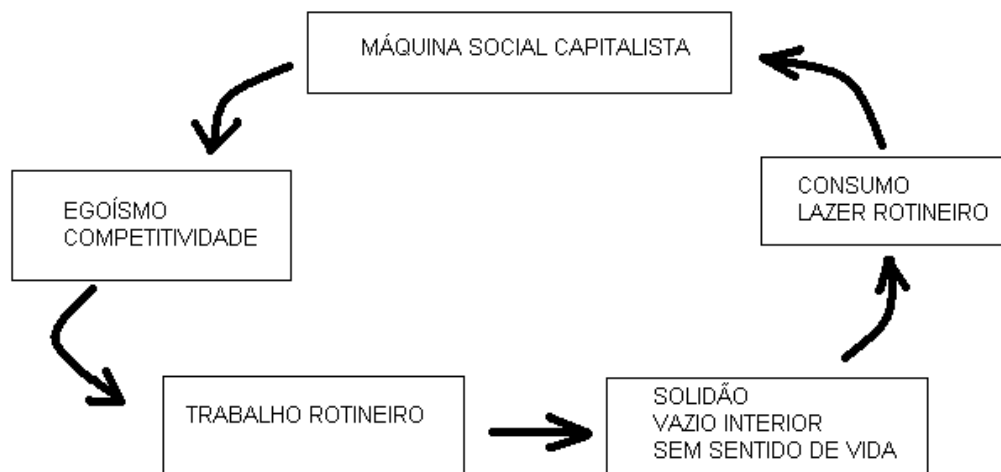 MÁQUINA SOCIAL CAPITALISTA
EGOÍSMO
COMPETITIVIDADE
TRABALHO ROTINEIRO
SOLIDÃO
VAZIO INTERIOR
SEM SENTIDO DE VIDA
CONSUMO
LAZER ROTINEIRO